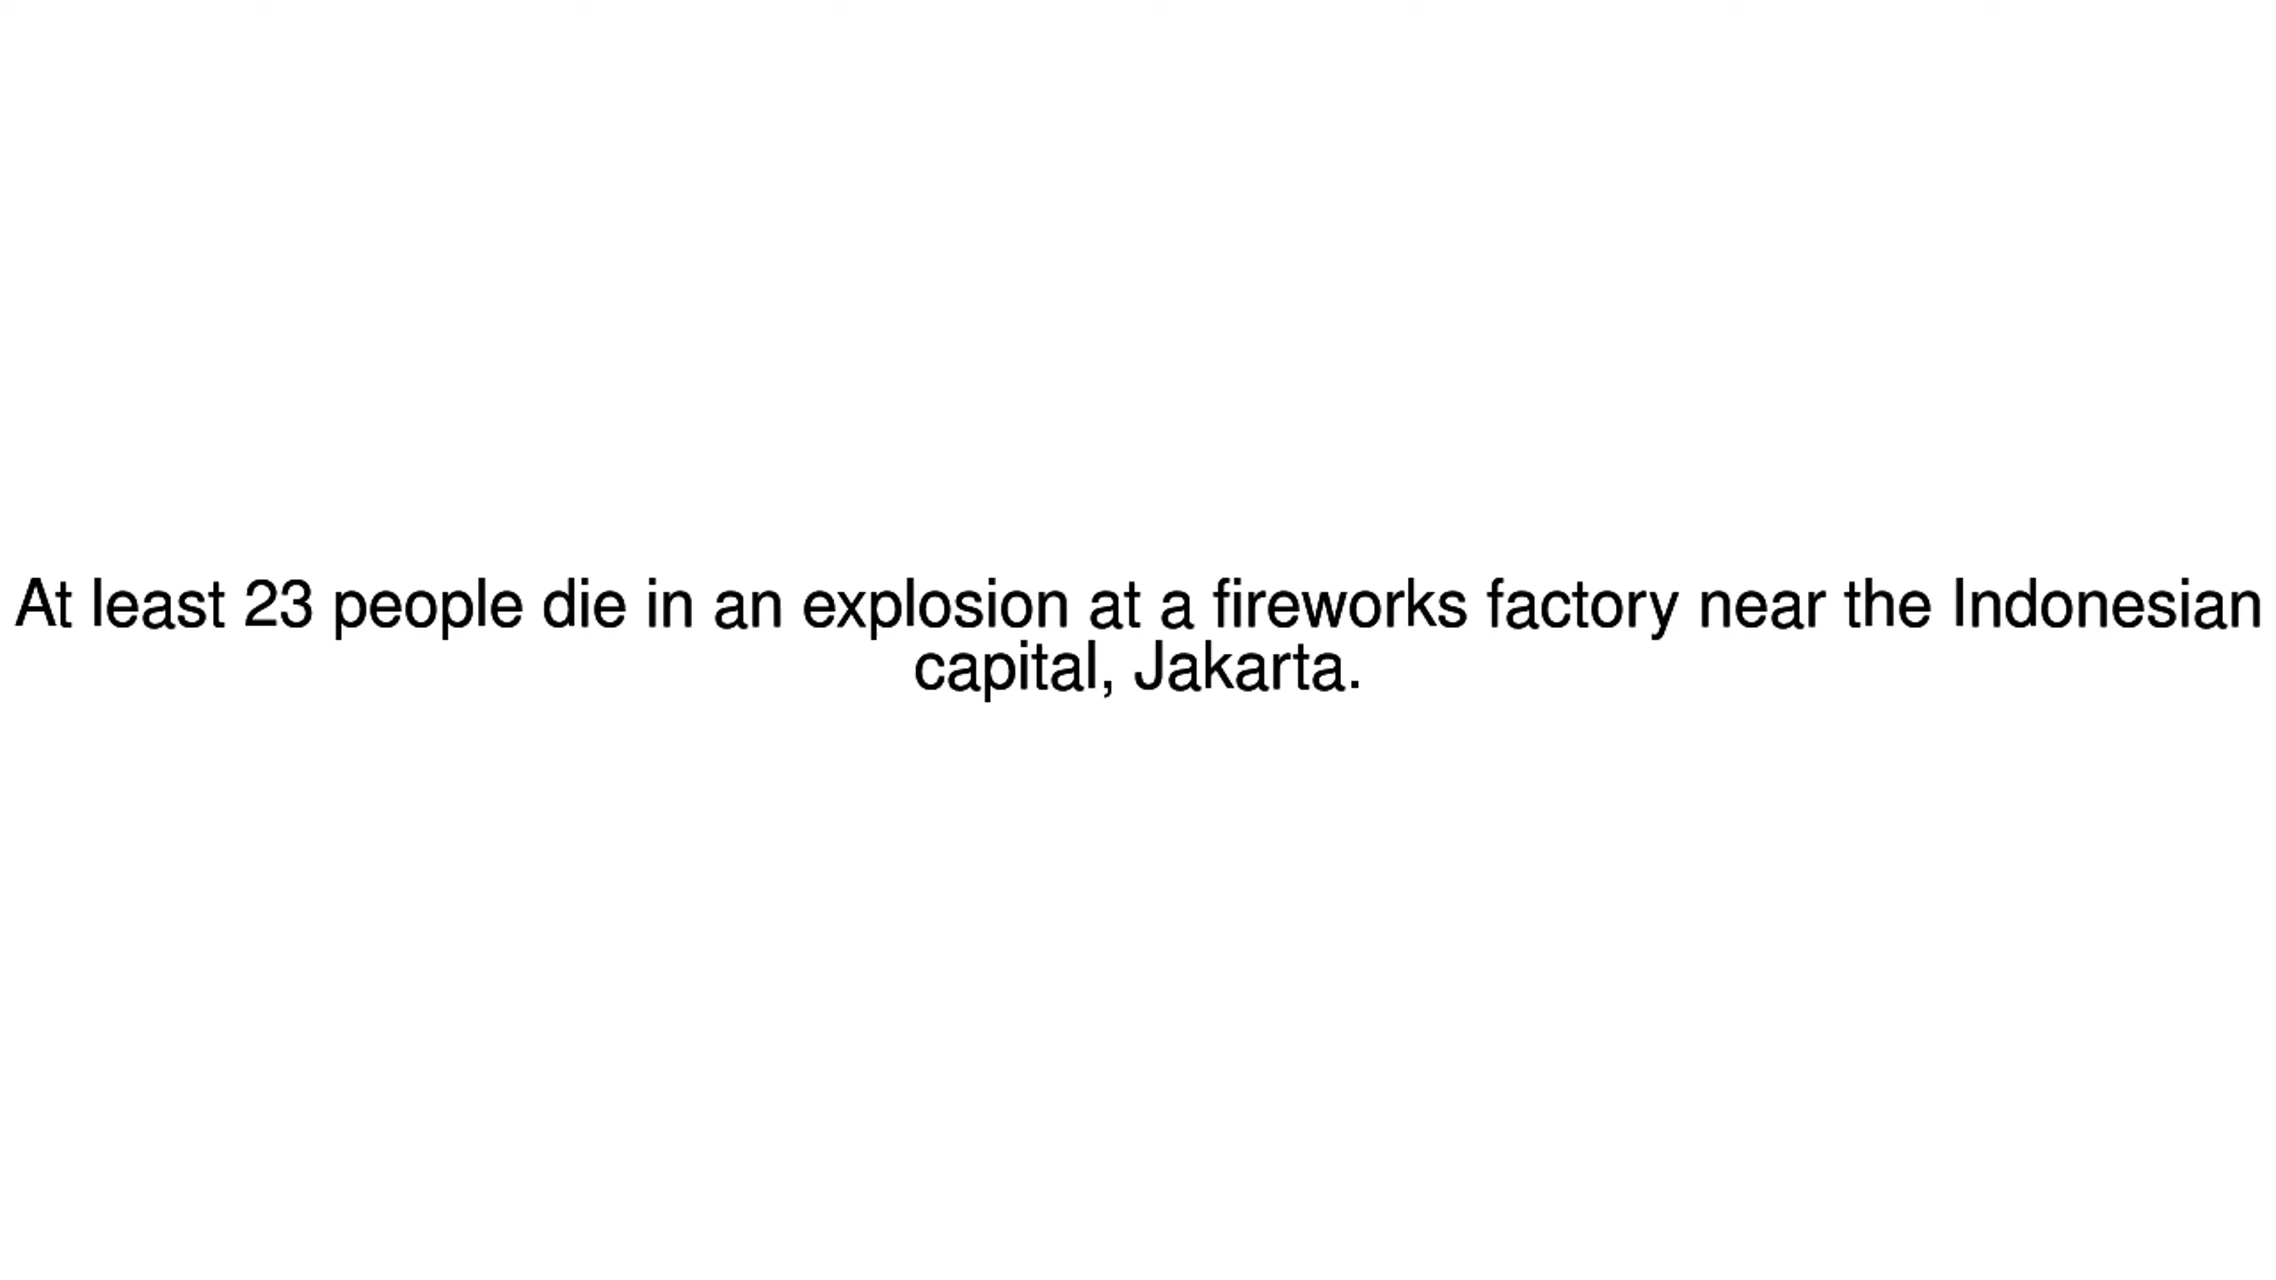 At least 23 people die in an explosion at a fireworks factory near the Indonesian
capital, Jakarta.